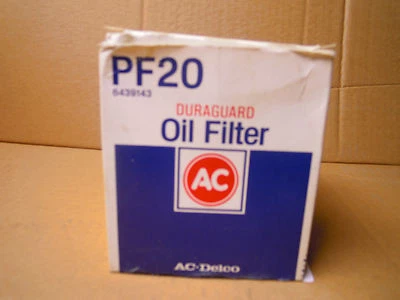 PF20
6439143
DURAGUARD
Oil Filter
AC
AC-Delco